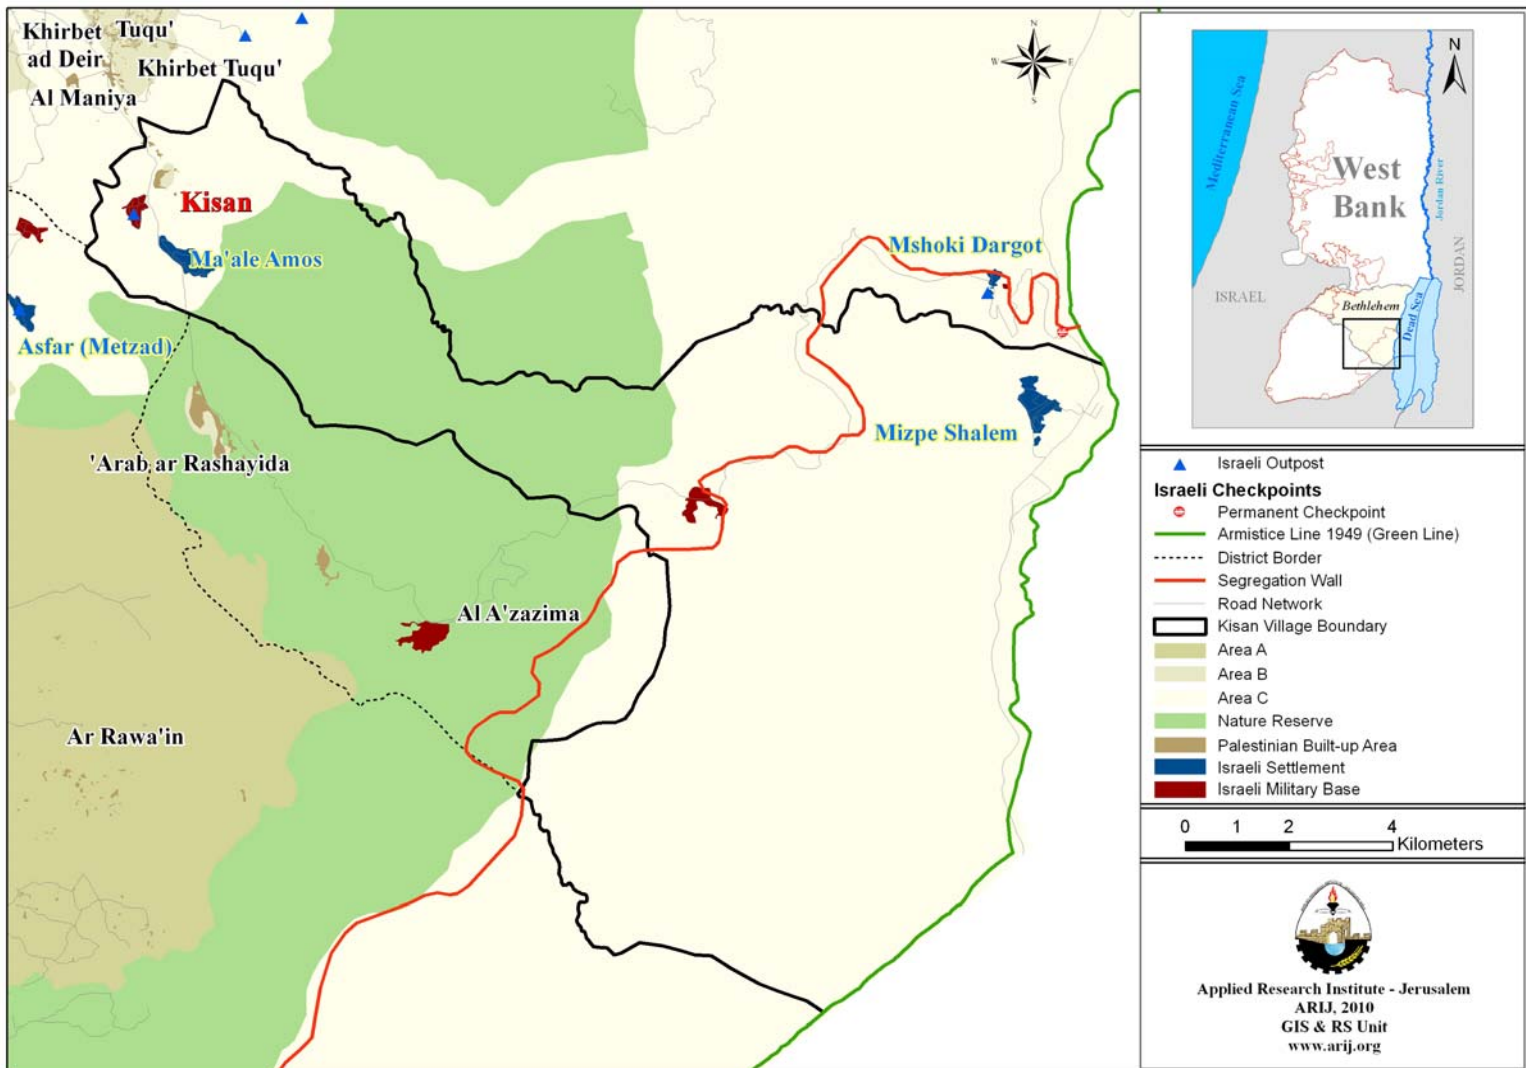 Khirbet
ad Deir
Tuqu'
Khirbet Tuqu'
Al Maniya
Kisan
Ma'ale Amos
Asfar (Metzad)
'Arab ar Rashayida
Al A'zazima
Ar Rawa'in
Mshoki Dargot
Mizpe Shalem
N
W
E
S
N
Mediterranean Sea
West
Bank
Jordan River
JORDAN
ISRAEL
Bethlehem
Dead Sea
Israeli Outpost
Israeli Checkpoints
Permanent Checkpoint
Armistice Line 1949 (Green Line)
District Border
Segregation Wall
Road Network
Kisan Village Boundary
Area A
Area B
Area C
Nature Reserve
Palestinian Built-up Area
Israeli Settlement
Israeli Military Base
0 1 2 4
Kilometers
Applied Research Institute - Jerusalem
ARIJ, 2010
GIS & RS Unit
www.arij.org